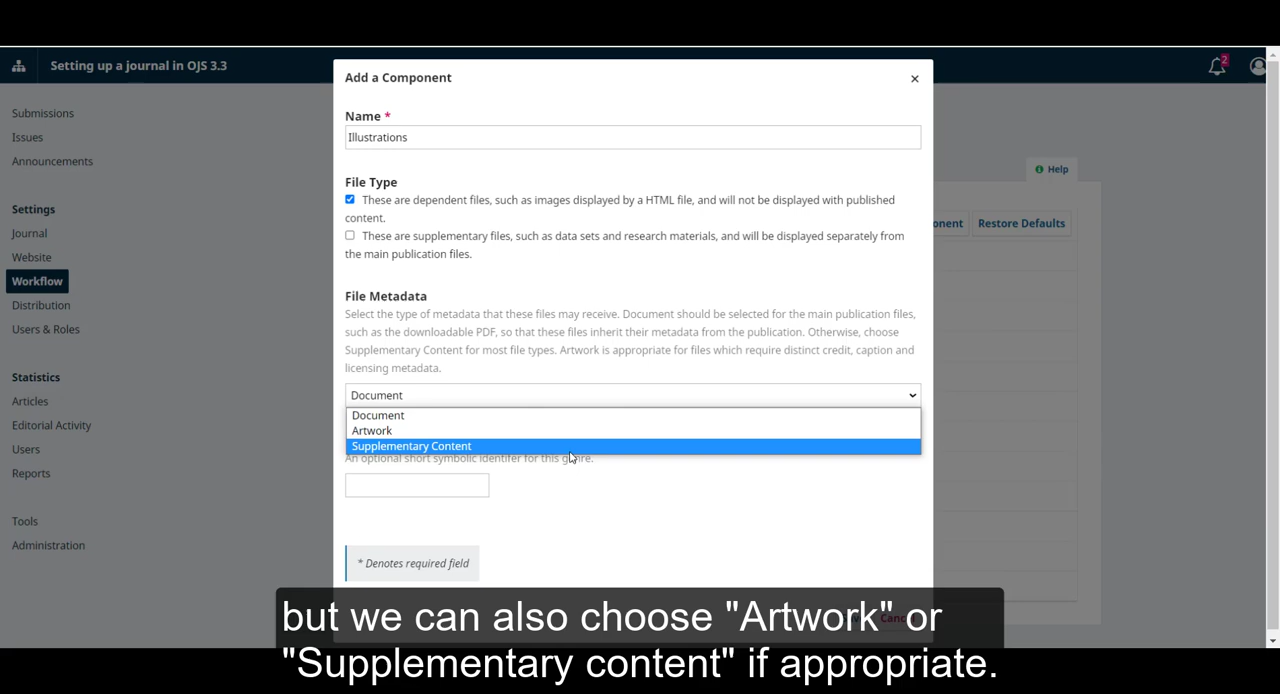 Setting up a journal in OJS 3.3
2
Submissions
Issues
Announcements
Settings
Journal
Website
Workflow
Distribution
Users & Roles
Statistics
Articles
Editorial Activity
Users
Reports
Tools
Administration
Add a Component
×
Name *
Illustrations
File Type
These are dependent files, such as images displayed by a HTML file, and will not be displayed with published
content.
These are supplementary files, such as data sets and research materials, and will be displayed separately from
the main publication files.
File Metadata
Select the type of metadata that these files may receive. Document should be selected for the main publication files,
such as the downloadable PDF, so that these files inherit their metadata from the publication. Otherwise, choose
Supplementary Content for most file types. Artwork is appropriate for files which require distinct credit, caption and
licensing metadata.
Document
Document
Artwork
Supplementary Content
An optional short symbolic identifer for this genre.
* Denotes required field
Help
onent
Restore Defaults
Cancel
but we can also choose "Artwork" or
"Supplementary content" if appropriate.